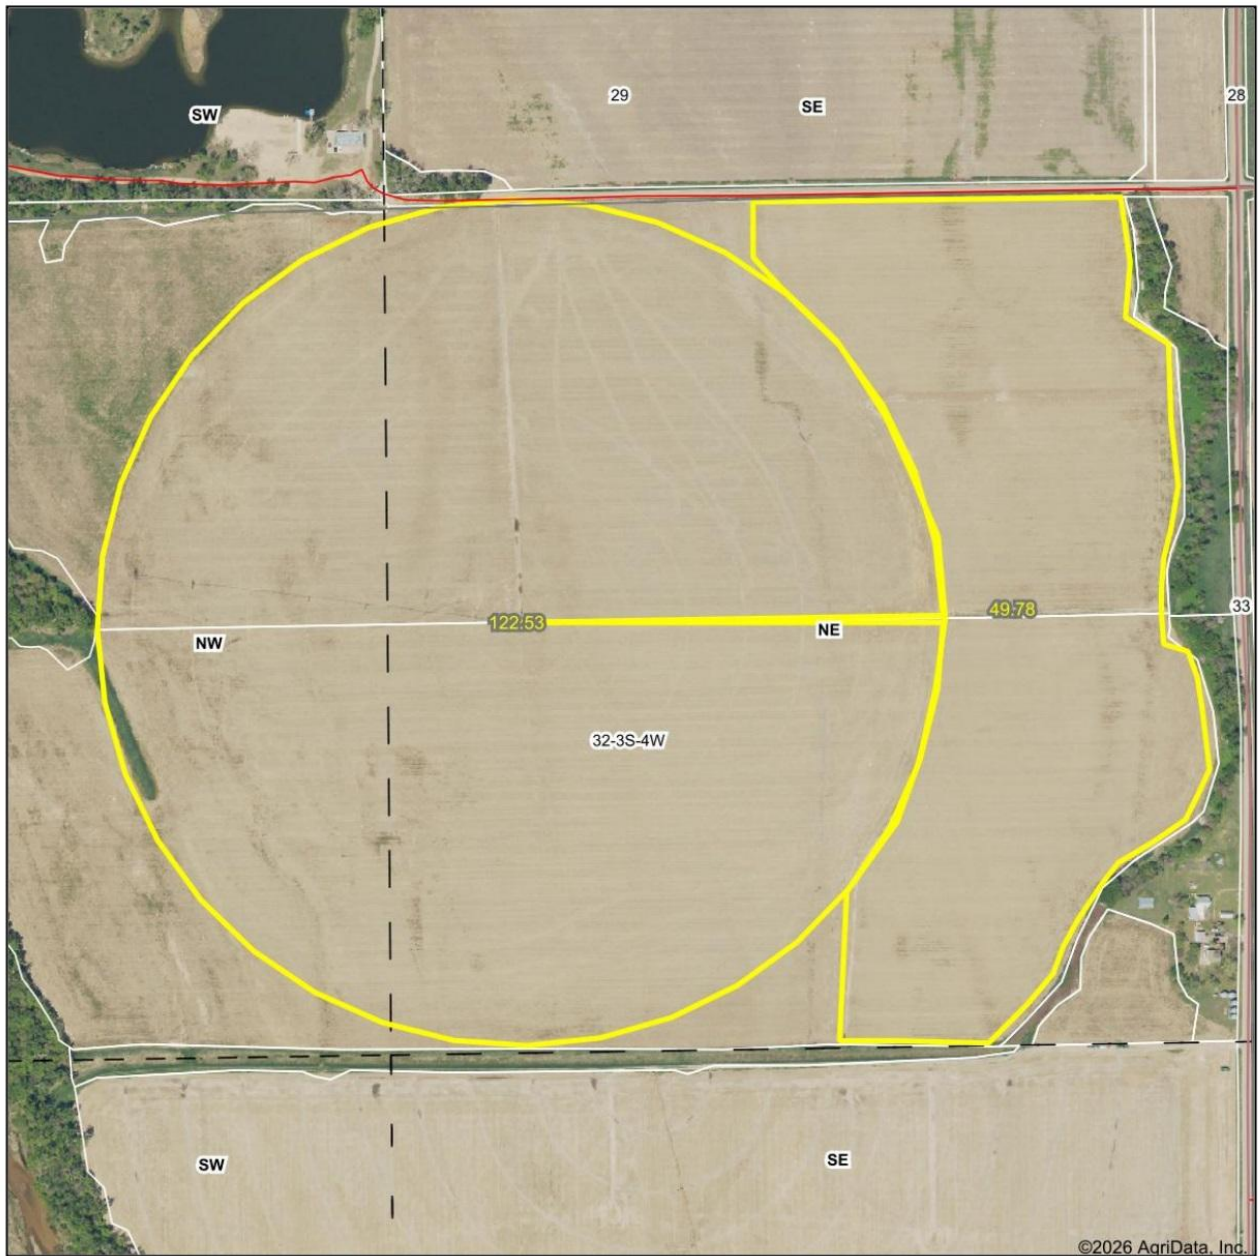 29
28
SW
SE
122.53
49.78
33
NW
NE
32-3S-4W
SW
SE
©2026 AgriData, Inc